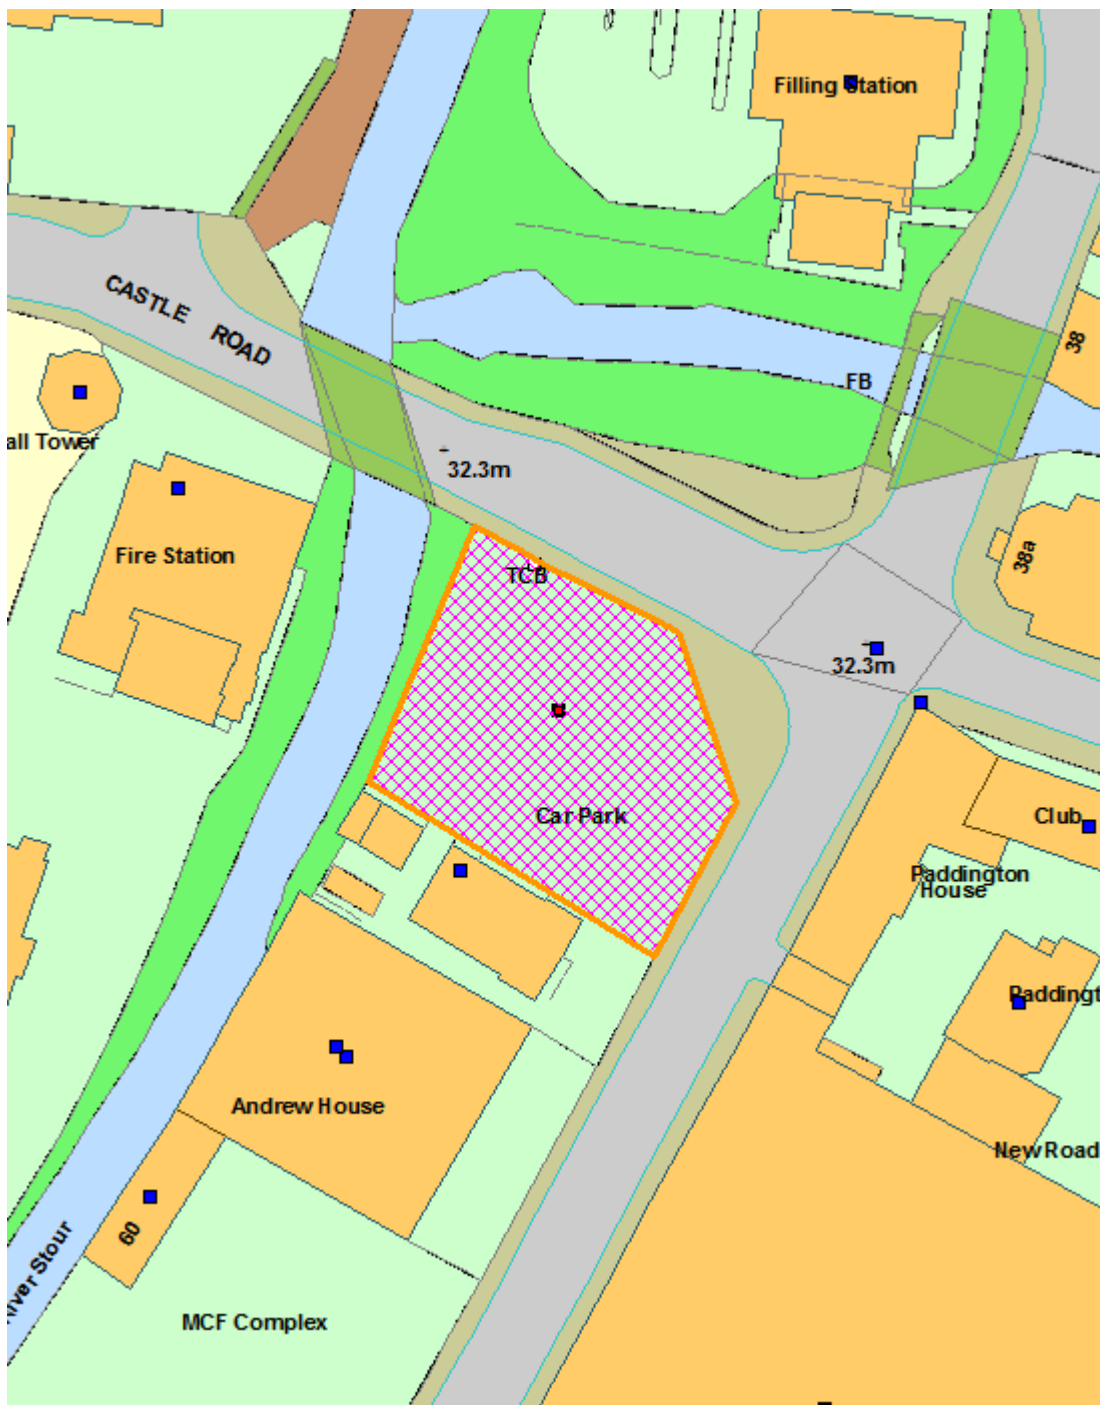 Filling Station
CASTLE ROAD
38
FB
all Tower
32.3m
Fire Station
38a
TCB
32.3m
Car Park
Club
Paddington
House
Paddingt
Andrew House
New Road
60
River Stour
MCF Complex